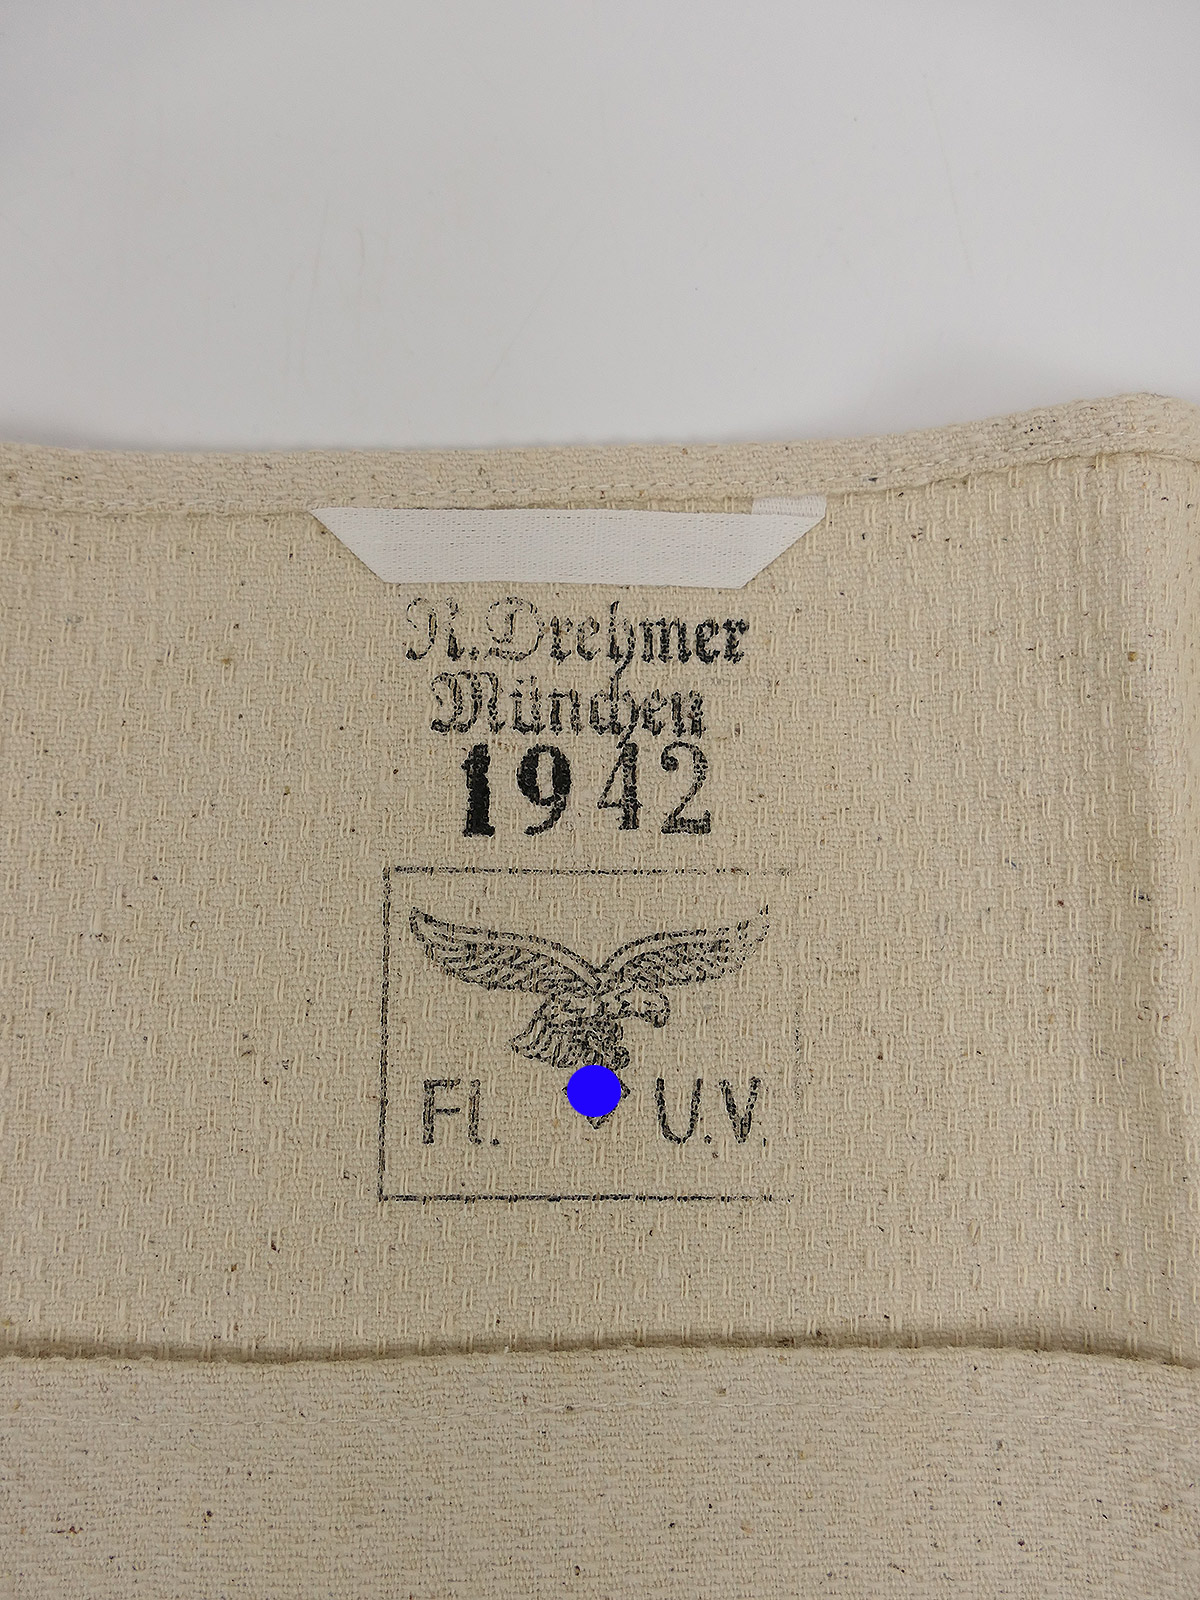 R. Drehmer
München
1942
Fl. U.V.